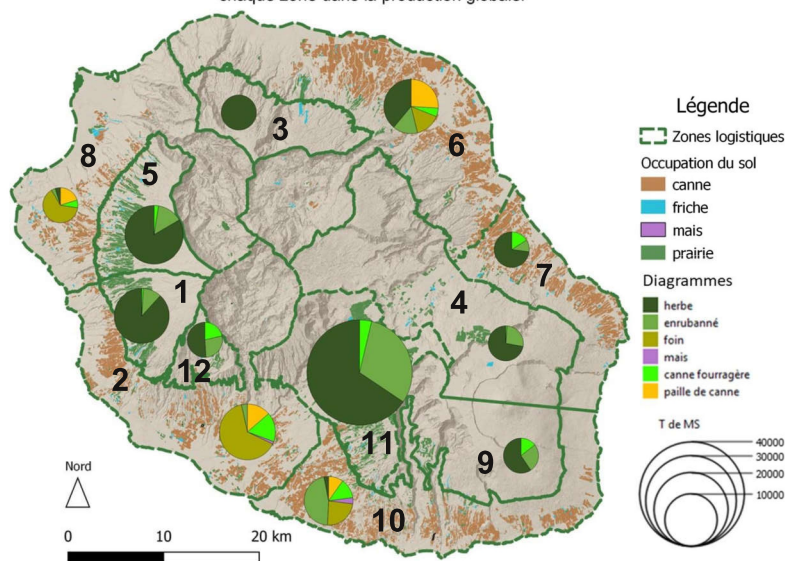 chaque zone dans la production globale.
3
8
6
5
7
1
4
2
12
11
9
10
Nord
0 10 20 km
Légende
Zones logistiques
Occupation du sol
canne
friche
mais
prairie
Diagrammes
herbe
enrubanné
foin
mais
canne fourragère
paille de canne
T de MS
40000
30000
20000
10000